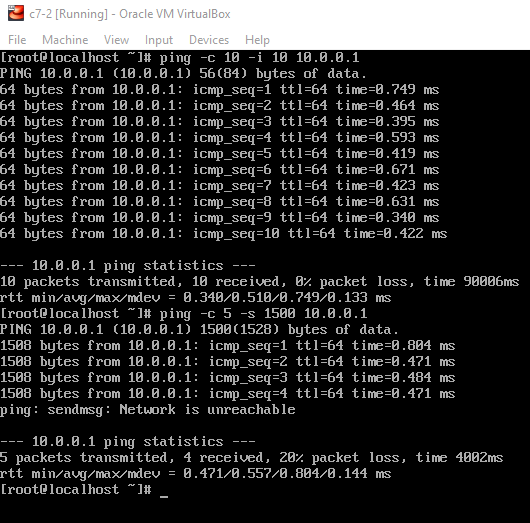 c7-2 [Running] - Oracle VM VirtualBox
File Machine View Input Devices Help
[root@localhost ~]# ping -c 10 -i 10 10.0.0.1
PING 10.0.0.1 (10.0.0.1) 56(84) bytes of data.
64 bytes from 10.0.0.1: icmp_seq=1 ttl=64 time=0.749 ms
64 bytes from 10.0.0.1: icmp_seq=2 ttl=64 time=0.464 ms
64 bytes from 10.0.0.1: icmp_seq=3 ttl=64 time=0.395 ms
64 bytes from 10.0.0.1: icmp_seq=4 ttl=64 time=0.593 ms
64 bytes from 10.0.0.1: icmp_seq=5 ttl=64 time=0.419 ms
64 bytes from 10.0.0.1: icmp_seq=6 ttl=64 time=0.671 ms
64 bytes from 10.0.0.1: icmp_seq=7 ttl=64 time=0.423 ms
64 bytes from 10.0.0.1: icmp_seq=8 ttl=64 time=0.631 ms
64 bytes from 10.0.0.1: icmp_seq=9 ttl=64 time=0.340 ms
64 bytes from 10.0.0.1: icmp_seq=10 ttl=64 time=0.422 ms
--- 10.0.0.1 ping statistics ---
10 packets transmitted, 10 received, 0% packet loss, time 90006ms
rtt min/avg/max/mdev = 0.340/0.510/0.749/0.133 ms
[root@localhost ~]# ping -c 5 -s 1500 10.0.0.1
PING 10.0.0.1 (10.0.0.1) 1500(1528) bytes of data.
1508 bytes from 10.0.0.1: icmp_seq=1 ttl=64 time=0.804 ms
1508 bytes from 10.0.0.1: icmp_seq=2 ttl=64 time=0.471 ms
1508 bytes from 10.0.0.1: icmp_seq=3 ttl=64 time=0.484 ms
1508 bytes from 10.0.0.1: icmp_seq=4 ttl=64 time=0.471 ms
ping: sendmsg: Network is unreachable
--- 10.0.0.1 ping statistics ---
5 packets transmitted, 4 received, 20% packet loss, time 4002ms
rtt min/avg/max/mdev = 0.471/0.557/0.804/0.144 ms
[root@localhost ~]# _